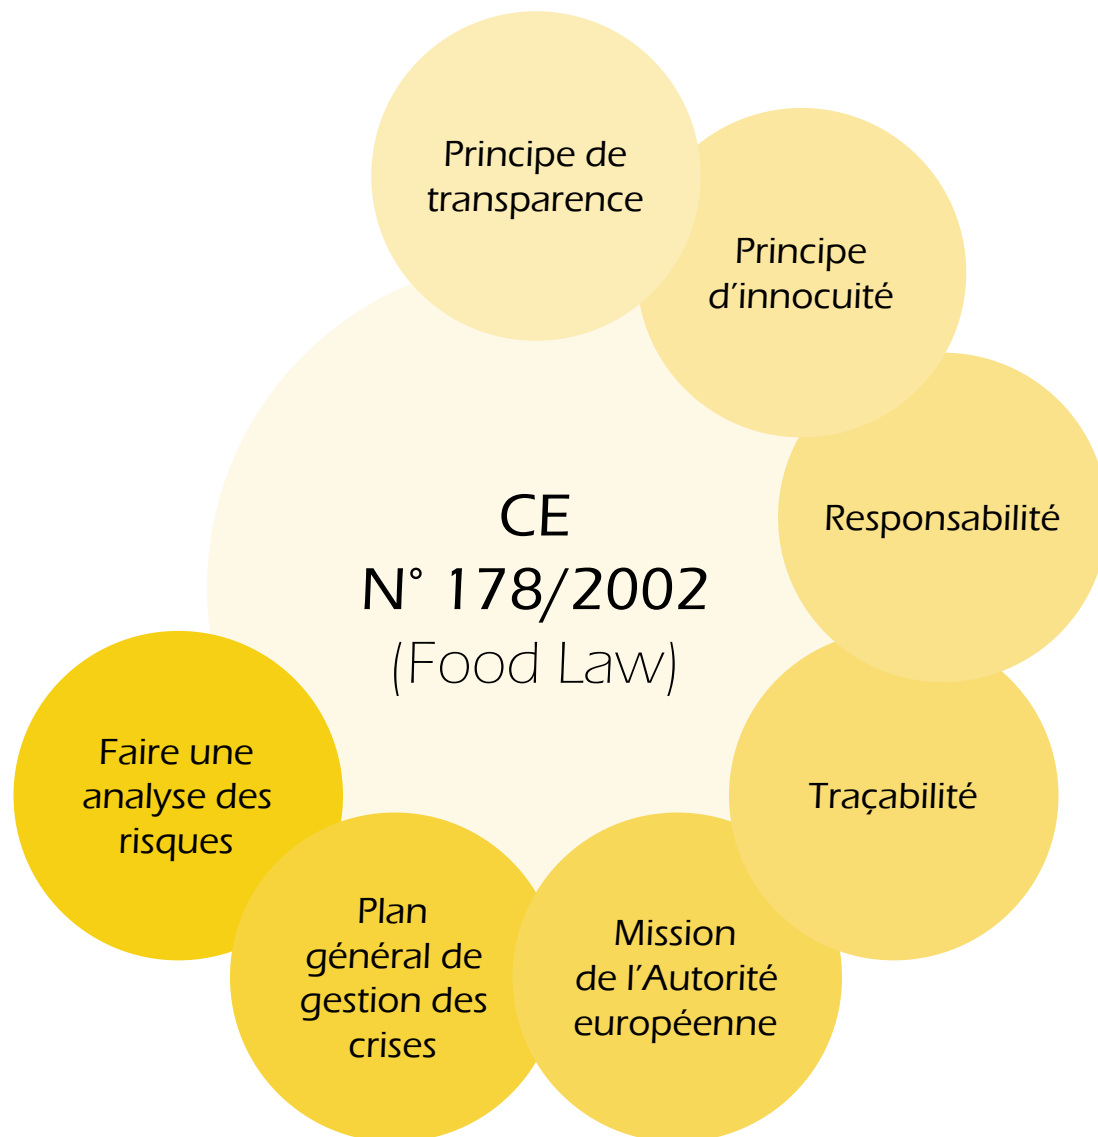 Principe de
transparence
Principe
d'innocuité
Responsabilité
CE
N° 178/2002
(Food Law)
Traçabilité
Faire une
analyse des
risques
Plan
général de
gestion des
crises
Mission
de l'Autorité
européenne